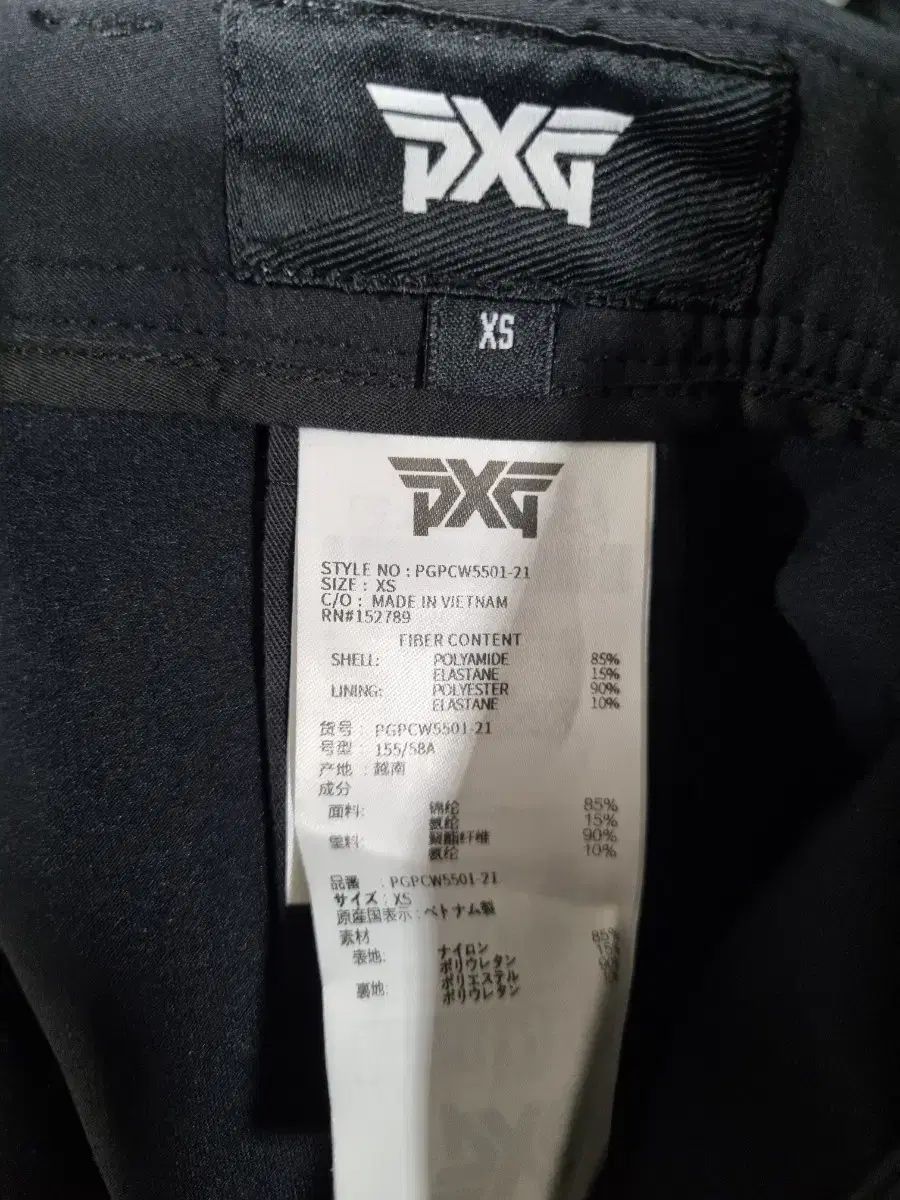 PXG
XS
PXG
STYLE NO : PGPCW5501-21
SIZE : XS
C/O : MADE IN VIETNAM
RN#152789
FIBER CONTENT
SHELL: POLYAMIDE 85%
ELASTANE 15%
LINING: POLYESTER 90%
ELASTANE 10%
货号 : PGPCW5501-21
号型 : 155/58A
产地 : 越南
成分
面料: 锦纶 85%
氨纶 15%
里料: 聚酯纤维 90%
氨纶 10%
品番 : PGPCW5501-21
サイズ : XS
原産国表示 : ベトナム製
素材
表地: ナイロン 85%
ポリウレタン 15%
裏地: ポリエステル
ポリウレタン